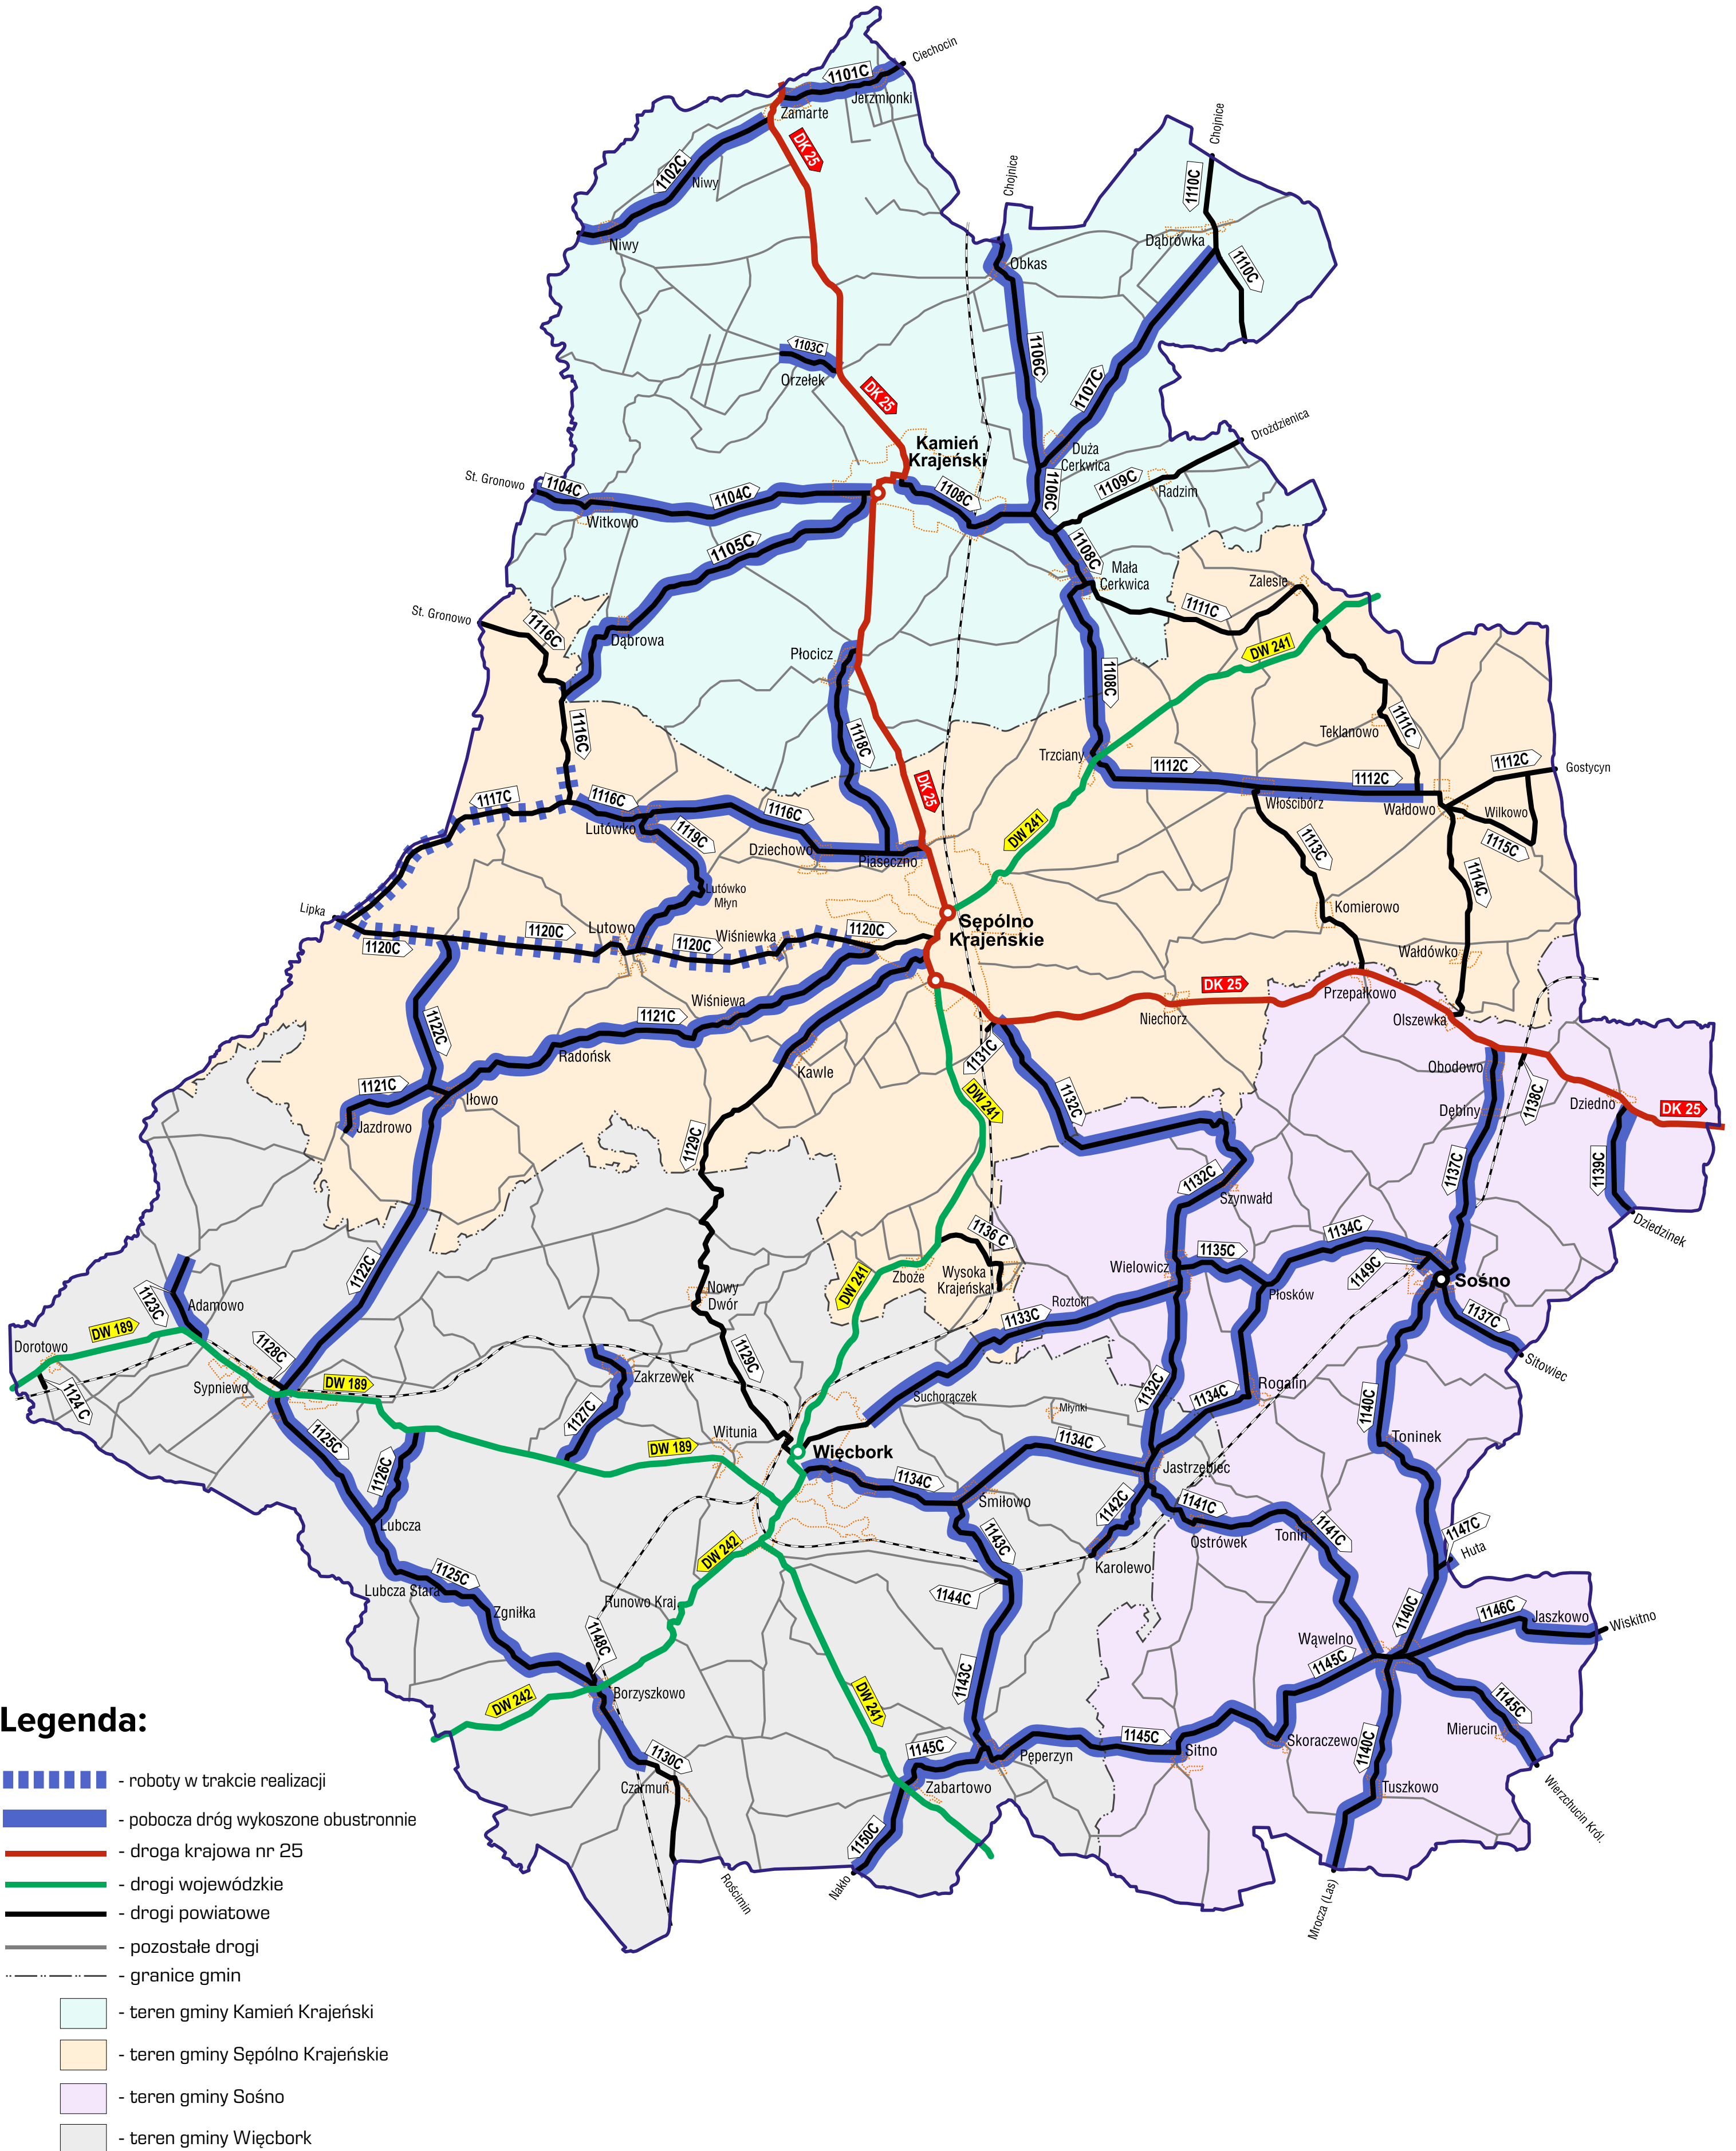 Ciechocin
1101C
Jerzmionki
Zamarte
DK 25
1102C
Niwy
Niwy
Chojnice
Chojnice
1110C
Dąbrówka
1110C
Obkas
1103C
Orzełek
1106C
1107C
DK 25
Kamień
Krajeński
Duża
Cerkwica
Drożdzienica
St. Gronowo
1104C
1104C
Witkowo
1108C
1106C
1109C
Radzim
1105C
1108C
Mała
Cerkwica
Zalesie
1111C
St. Gronowo
1116C
Dąbrowa
Płocicz
DW 241
1108C
1116C
1118C
Teklanowo
1111C
Trzciany
1112C
1112C
1112C
Gostycyn
DK 25
1117C
1116C
1116C
Lutówko
1119C
Dziechowo
Piaseczno
DW 241
Włościbórz
Wałdowo
Wilkowo
1115C
1113C
1114C
Lutówko
Młyn
Lipka
1120C
1120C
Lutowo
1120C
Wiśniewka
1120C
Sępólno
Krajeńskie
Komierowo
Wałdówko
Wiśniewa
1121C
DK 25
Przepałkowo
Niechorz
Olszewka
1122C
Radońsk
Kawle
1131C
1121C
Iłowo
Jazdrowo
DW 241
1132C
Obodowo
1138C
Dębiny
Dziedno
DK 25
1129C
1132C
Szynwałd
1137C
1139C
Dziedzinek
1136 C
1134C
1135C
1149C
Sośno
Wielowicz
Płosków
1122C
1123C
Adamowo
Zboże
Wysoka
Krajeńska
DW 241
Nowy
Dwór
Roztoki
1133C
1137C
Sitowiec
Dorotowo
DW 189
1128C
1129C
Sypniewo
DW 189
1124 C
Zakrzewek
1127C
Suchorączek
1132C
1134C
Rogalin
1140C
Młynki
1125C
1126C
Witunia
DW 189
Więcbork
1134C
Toninek
1134C
Jastrzębiec
Śmiłowo
1142C
1141C
Ostrówek
Tonin
1141C
Lubcza
1143C
Karolewo
1147C
Huta
DW 242
1125C
Lubcza Stara
1144C
Zgniłka
Runowo Kraj.
1148C
1140C
1146C
Jaszkowo
Wiskitno
Wąwelno
1145C
1143C
Borzyszkowo
DW 242
DW 241
1145C
Mierucin
1130C
Czarmuń
1145C
Pęperzyn
1145C
Sitno
Skoraczewo
1140C
Tuszkowo
Zabartowo
Wierzchucin Król.
1150C
Nakło
Rościmin
Mrocza (Las)
Legenda:
- roboty w trakcie realizacji
- pobocza dróg wykoszone obustronnie
- droga krajowa nr 25
- drogi wojewódzkie
- drogi powiatowe
- pozostałe drogi
- granice gmin
- teren gminy Kamień Krajeński
- teren gminy Sępólno Krajeńskie
- teren gminy Sośno
- teren gminy Więcbork